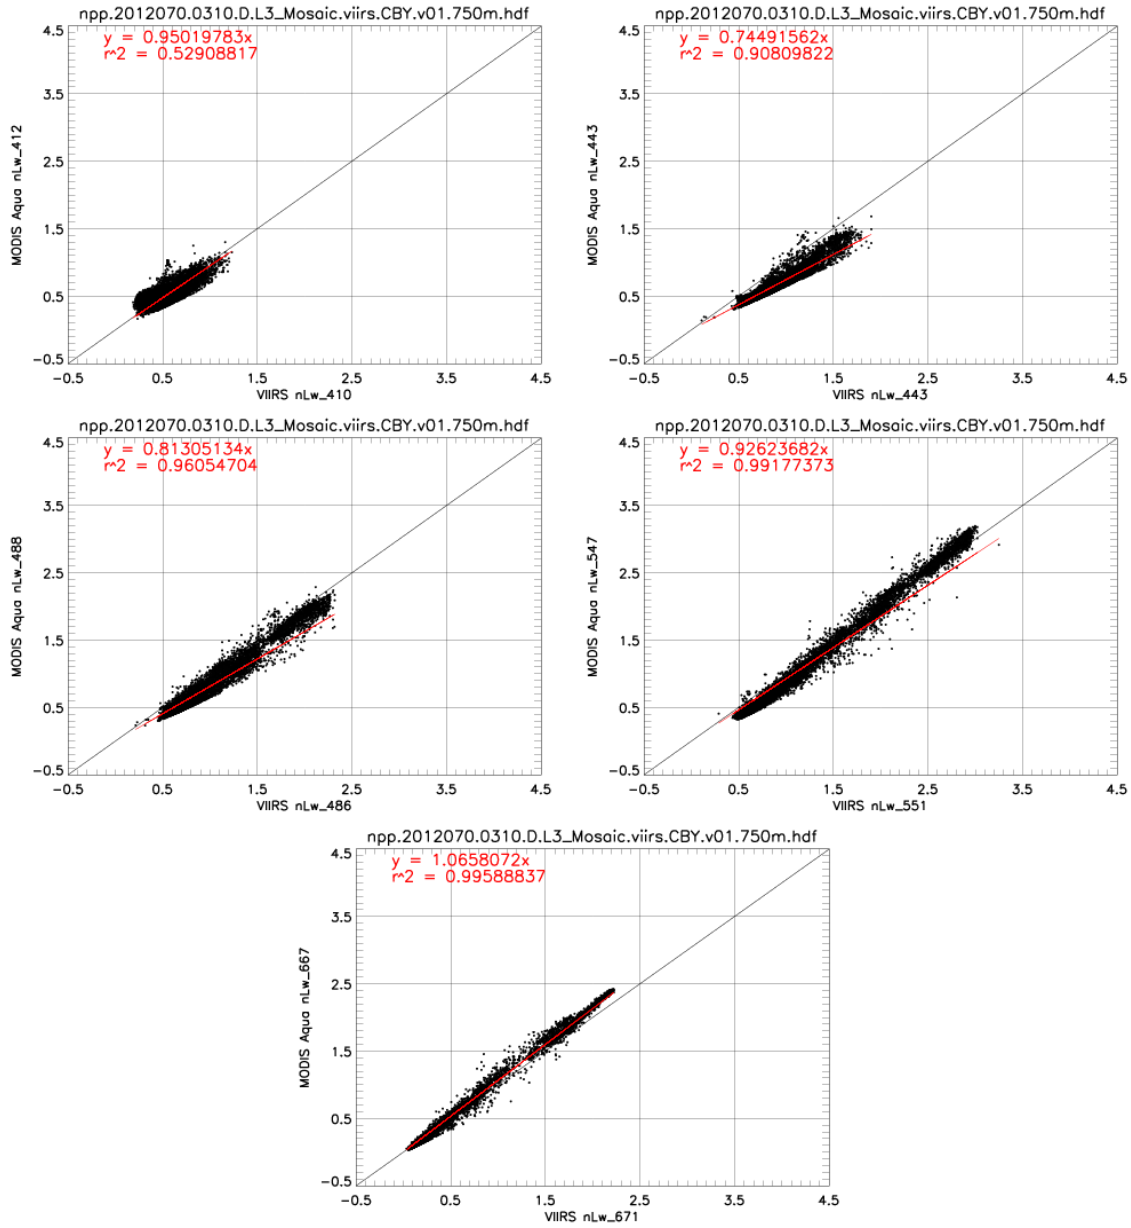 npp.2012070.0310.D.L3_Mosaic.viirs.CBY.v01.750m.hdf
y = 0.95019783x
r^2 = 0.52908817
4.5
3.5
2.5
1.5
0.5
-0.5
MODIS Aqua nLw_412
-0.5 0.5 1.5 2.5 3.5 4.5
VIIRS nLw_410
npp.2012070.0310.D.L3_Mosaic.viirs.CBY.v01.750m.hdf
y = 0.74491562x
r^2 = 0.90809822
4.5
3.5
2.5
1.5
0.5
-0.5
MODIS Aqua nLw_443
-0.5 0.5 1.5 2.5 3.5 4.5
VIIRS nLw_443
npp.2012070.0310.D.L3_Mosaic.viirs.CBY.v01.750m.hdf
y = 0.81305134x
r^2 = 0.96054704
4.5
3.5
2.5
1.5
0.5
-0.5
MODIS Aqua nLw_488
-0.5 0.5 1.5 2.5 3.5 4.5
VIIRS nLw_486
npp.2012070.0310.D.L3_Mosaic.viirs.CBY.v01.750m.hdf
y = 0.92623682x
r^2 = 0.99177373
4.5
3.5
2.5
1.5
0.5
-0.5
MODIS Aqua nLw_547
-0.5 0.5 1.5 2.5 3.5 4.5
VIIRS nLw_551
npp.2012070.0310.D.L3_Mosaic.viirs.CBY.v01.750m.hdf
y = 1.0658072x
r^2 = 0.99588837
4.5
3.5
2.5
1.5
0.5
-0.5
MODIS Aqua nLw_667
-0.5 0.5 1.5 2.5 3.5 4.5
VIIRS nLw_671